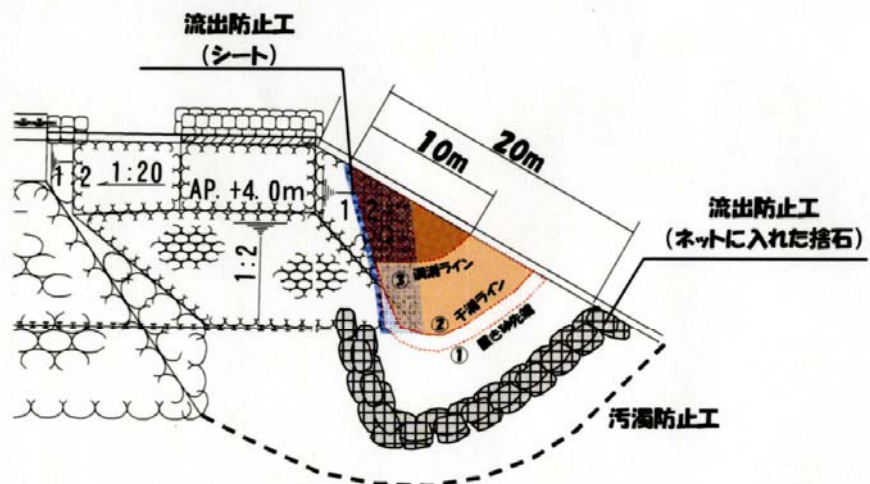 流出防止工
(シート)
10m
20m
流出防止工
(ネットに入れた捨石)
1 2
1:20
AP. +4.0m
1 2
1:2
③ 満潮ライン
② 干潮ライン
①
汚濁防止工